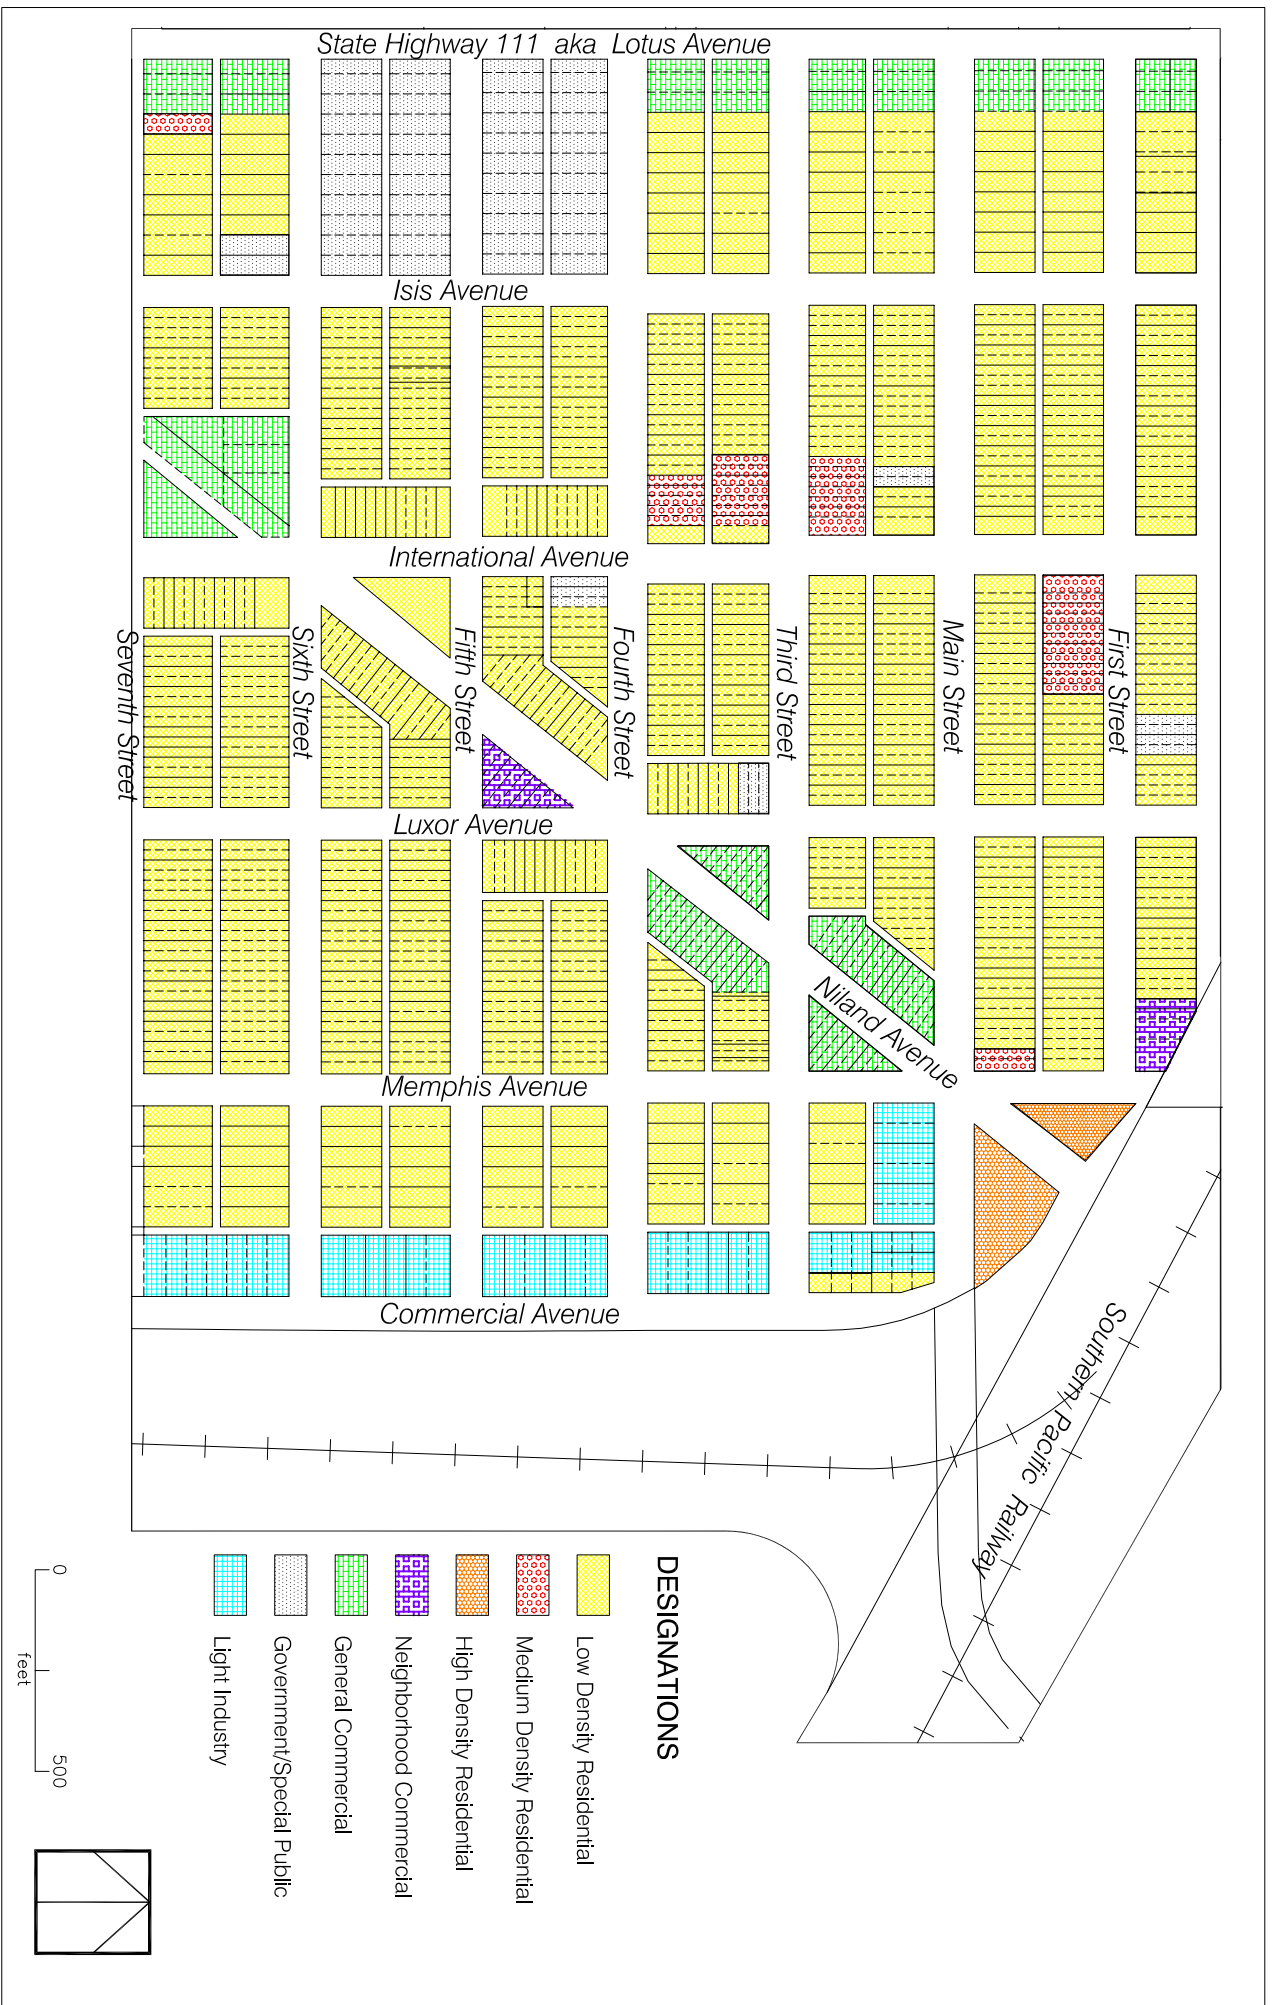 State Highway 111 aka Lotus Avenue
Isis Avenue
International Avenue
Seventh Street
Sixth Street
Fifth Street
Fourth Street
Third Street
Main Street
First Street
Luxor Avenue
Niland Avenue
Memphis Avenue
Commercial Avenue
Southern Pacific Railway
DESIGNATIONS
Low Density Residential
Medium Density Residential
High Density Residential
Neighborhood Commercial
General Commercial
Government/Special Public
Light Industry
0
500
feet